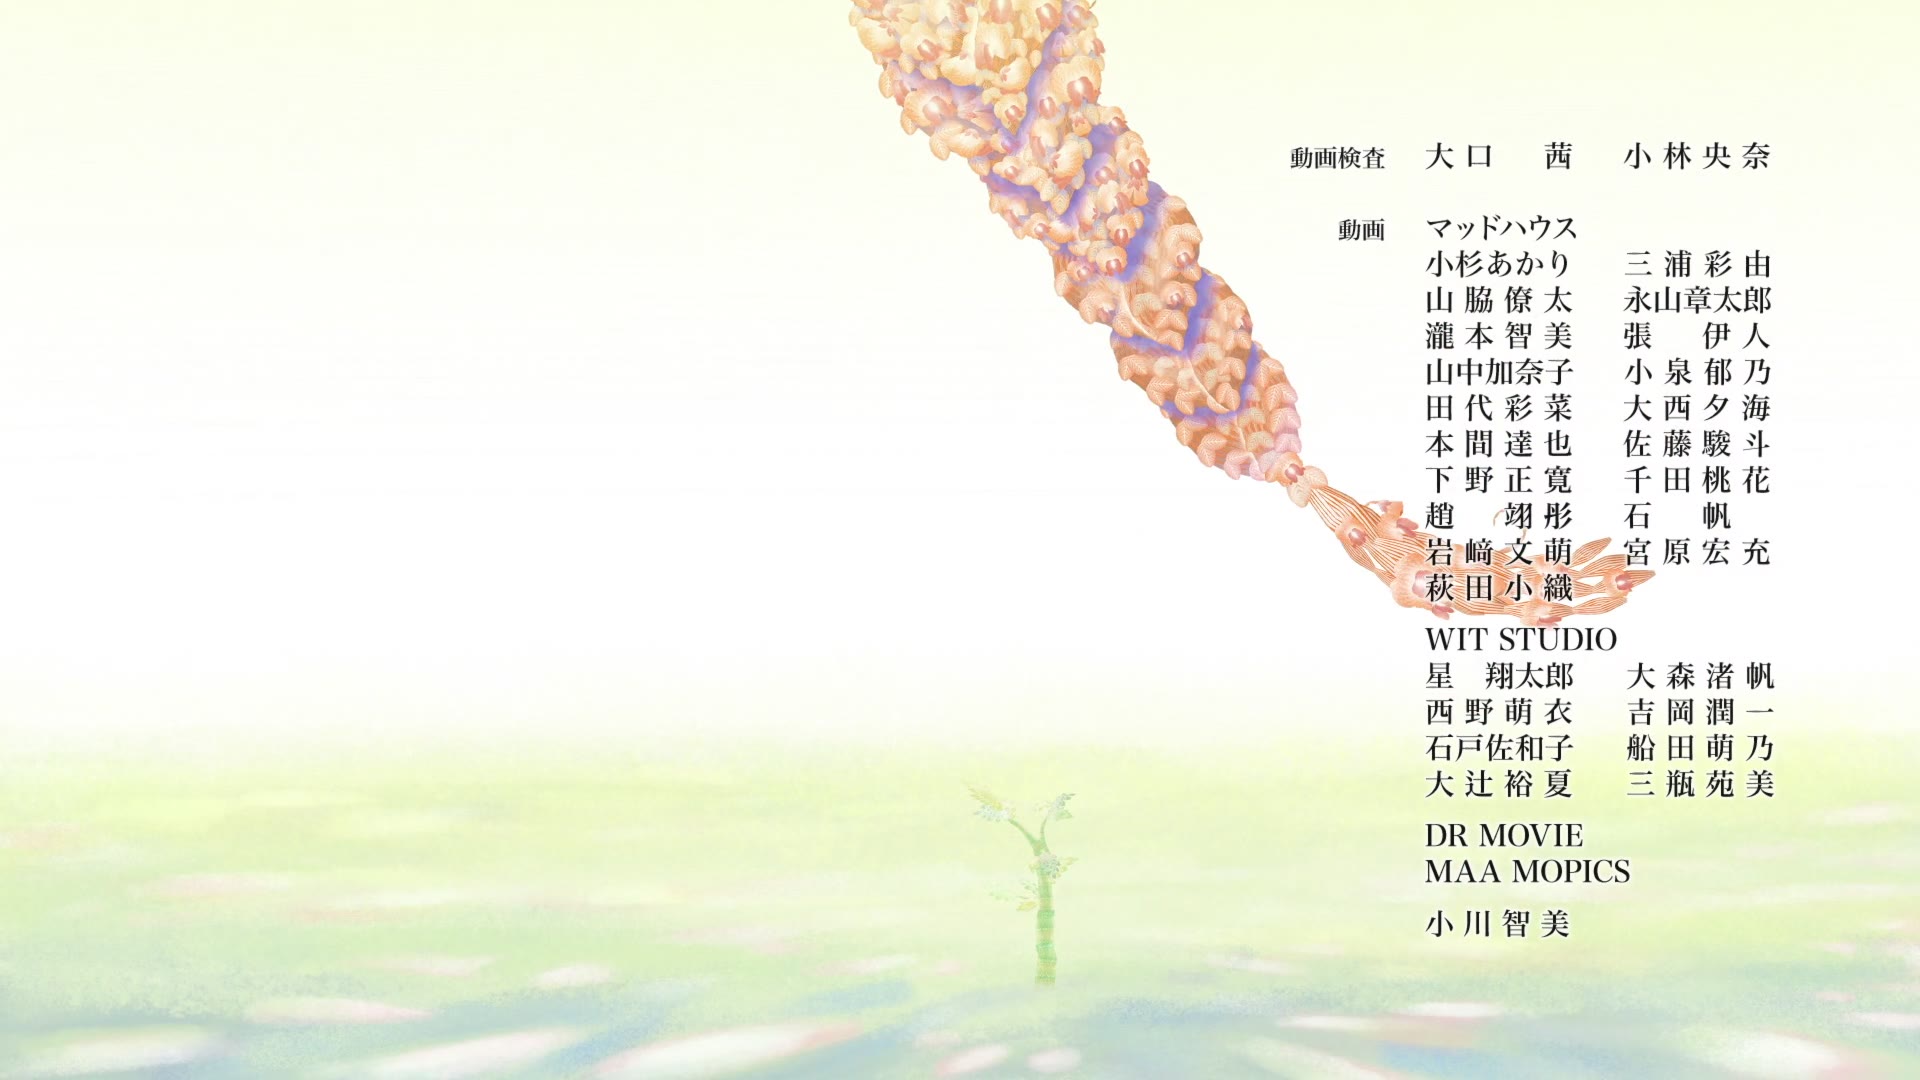 動画検査 大口 茜 小林央奈
動画 マッドハウス
小杉あかり 三浦彩由
山脇僚太 永山章太郎
瀧本智美 張 伊人
山中加奈子 小泉郁乃
田代彩菜 大西夕海
本間達也 佐藤駿斗
下野正寛 千田桃花
趙 翊彤 石 帆
岩﨑文萌 宮原宏充
萩田小織
WIT STUDIO
星 翔太郎 大森渚帆
西野萌衣 吉岡潤一
石戸佐和子 船田萌乃
大辻裕夏 三瓶苑美
DR MOVIE
MAA MOPICS
小川智美